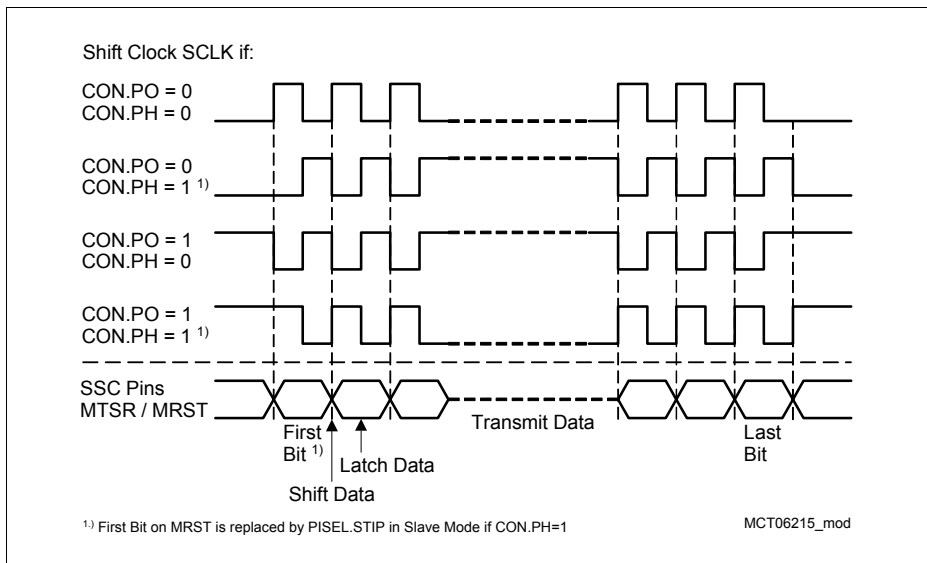 Shift Clock SCLK if:
CON.PO = 0
CON.PH = 0
CON.PO = 0
CON.PH = 1 1)
CON.PO = 1
CON.PH = 0
CON.PO = 1
CON.PH = 1 1)
SSC Pins
MTSR / MRST
Transmit Data
First
Bit 1)
Last
Bit
Latch Data
Shift Data
1.) First Bit on MRST is replaced by PISEL.STIP in Slave Mode if CON.PH=1
MCT06215_mod